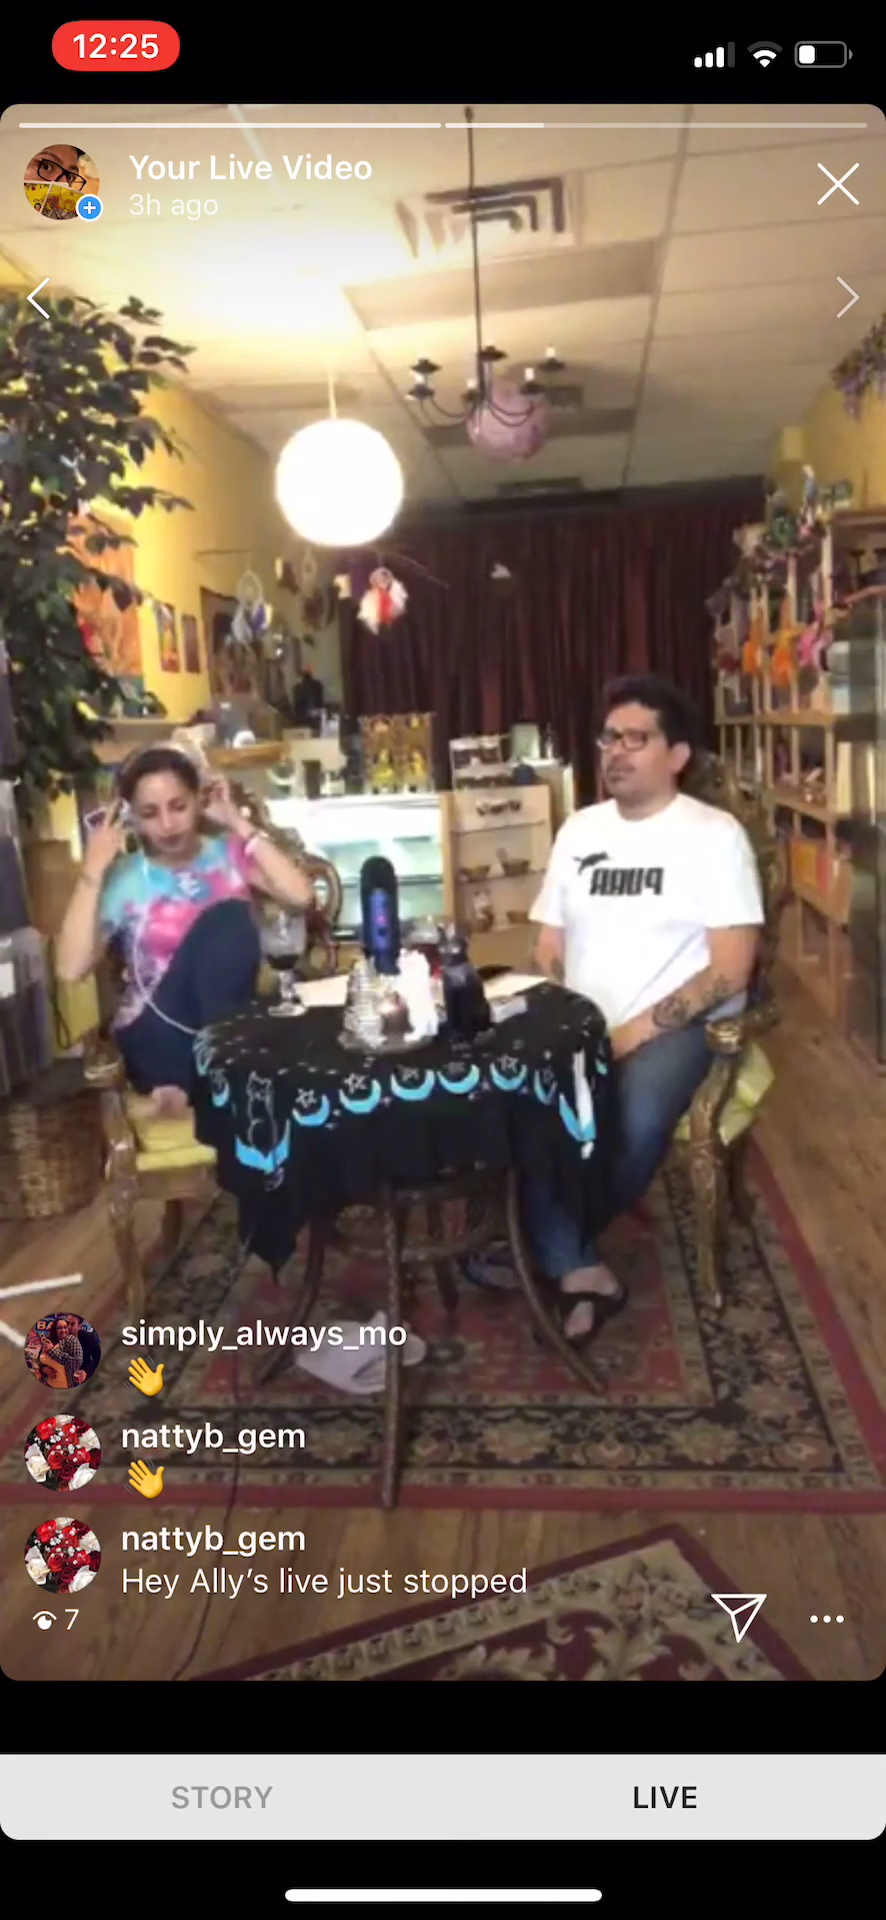 12:25
Your Live Video
3h ago
PUMA
simply_always_mo
👋
nattyb_gem
👋
nattyb_gem
Hey Ally's live just stopped
7
STORY
LIVE